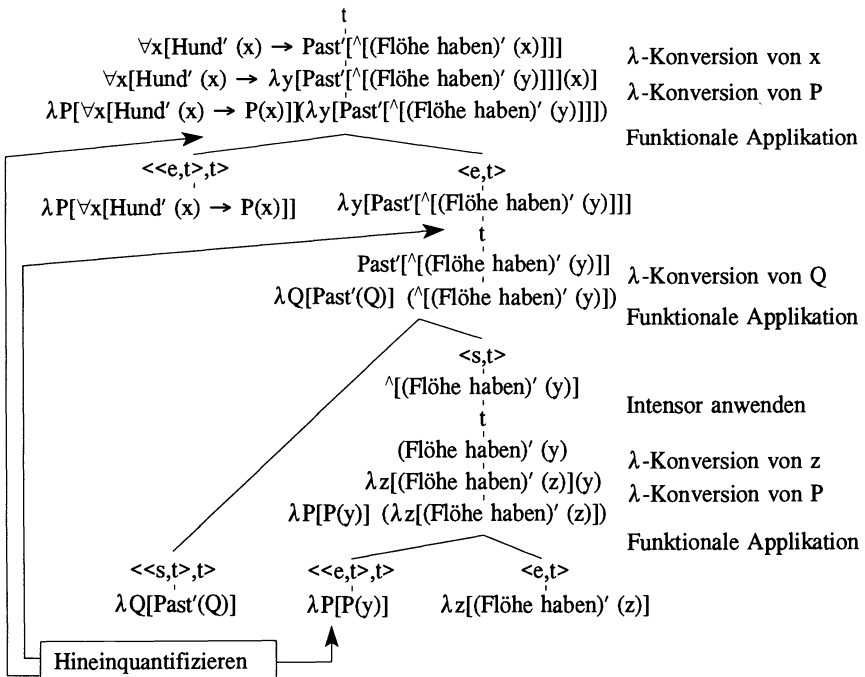 t
∀x[Hund′ (x) → Past′[^[(Flöhe haben)′ (x)]]]
λ-Konversion von x
∀x[Hund′ (x) → λy[Past′[^[(Flöhe haben)′ (y)]]](x)]
λ-Konversion von P
λP[∀x[Hund′ (x) → P(x)]](λy[Past′[^[(Flöhe haben)′ (y)]]])
Funktionale Applikation
<<e,t>,t> <e,t>
λP[∀x[Hund′ (x) → P(x)]] λy[Past′[^[(Flöhe haben)′ (y)]]]
t
Past′[^[(Flöhe haben)′ (y)]]
λ-Konversion von Q
λQ[Past′(Q)] (^[(Flöhe haben)′ (y)])
Funktionale Applikation
<s,t>
^[(Flöhe haben)′ (y)]
Intensor anwenden
t
(Flöhe haben)′ (y)
λ-Konversion von z
λz[(Flöhe haben)′ (z)](y)
λ-Konversion von P
λP[P(y)] (λz[(Flöhe haben)′ (z)])
Funktionale Applikation
<<s,t>,t> <<e,t>,t> <e,t>
λQ[Past′(Q)] λP[P(y)] λz[(Flöhe haben)′ (z)]
Hineinquantifizieren